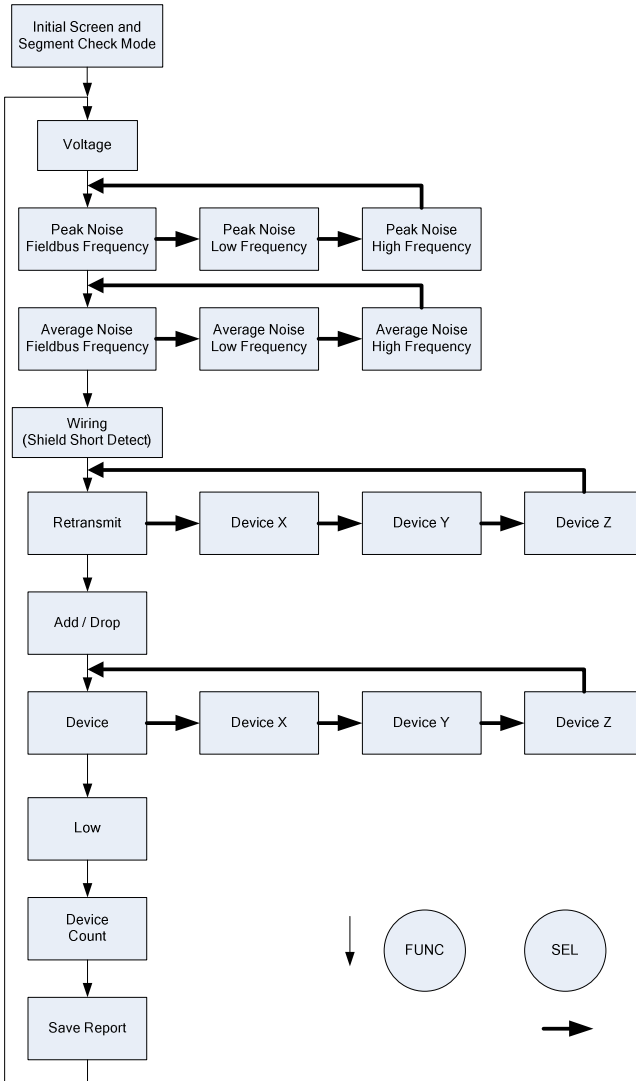 Initial Screen and
Segment Check Mode
Voltage
Peak Noise
Fieldbus Frequency
Peak Noise
Low Frequency
Peak Noise
High Frequency
Average Noise
Fieldbus Frequency
Average Noise
Low Frequency
Average Noise
High Frequency
Wiring
(Shield Short Detect)
Retransmit
Device X
Device Y
Device Z
Add / Drop
Device
Device X
Device Y
Device Z
Low
Device
Count
FUNC
SEL
Save Report